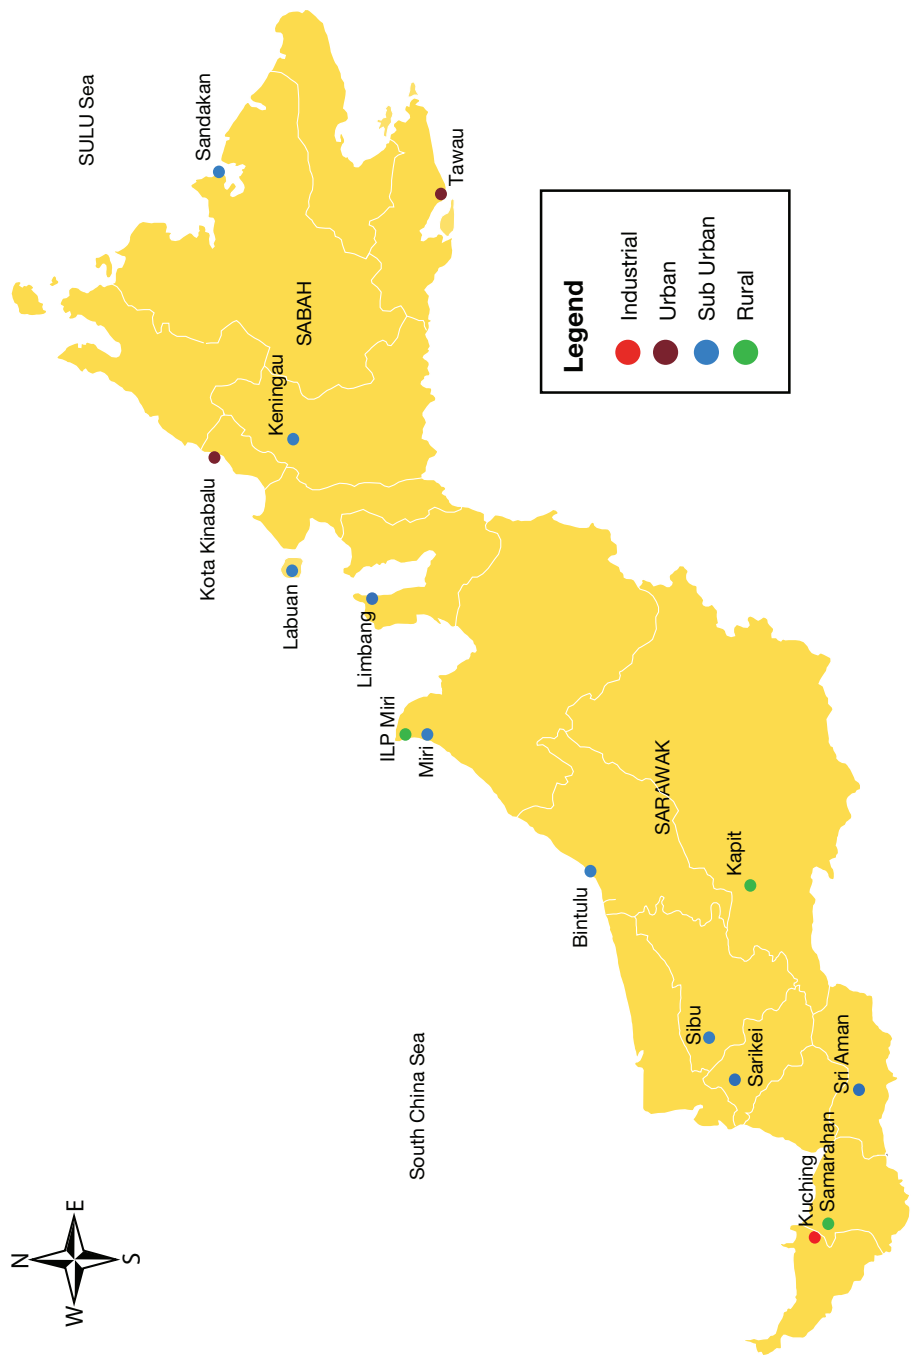 N
W
E
S
SULU Sea
Sandakan
Kota Kinabalu
Keningau
SABAH
Labuan
Tawau
Limbang
ILP Miri
Miri
South China Sea
Bintulu
SARAWAK
Sibu
Kapit
Sarikei
Kuching
Samarahan
Sri Aman
Legend
Industrial
Urban
Sub Urban
Rural